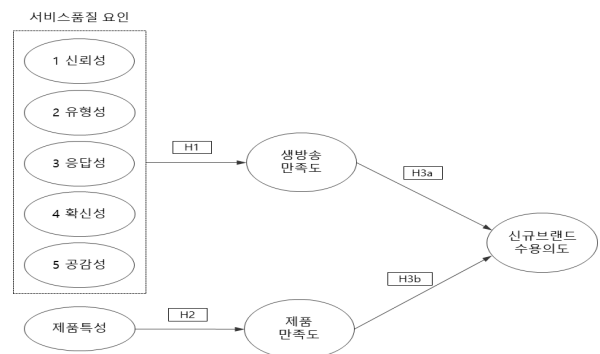 서비스품질 요인
1 신뢰성
2 유형성
3 응답성
4 확신성
5 공감성
H1
생방송
만족도
H3a
신규브랜드
수용의도
H3b
제품특성
H2
제품
만족도